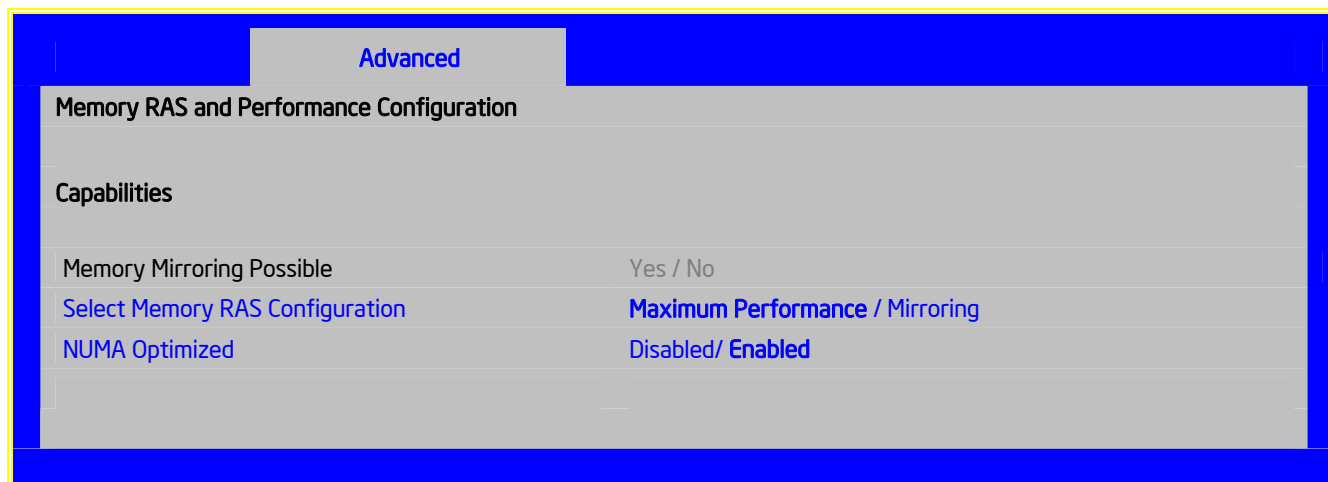 Advanced
Memory RAS and Performance Configuration
Capabilities
Memory Mirroring Possible Yes / No
Select Memory RAS Configuration Maximum Performance / Mirroring
NUMA Optimized Disabled/ Enabled